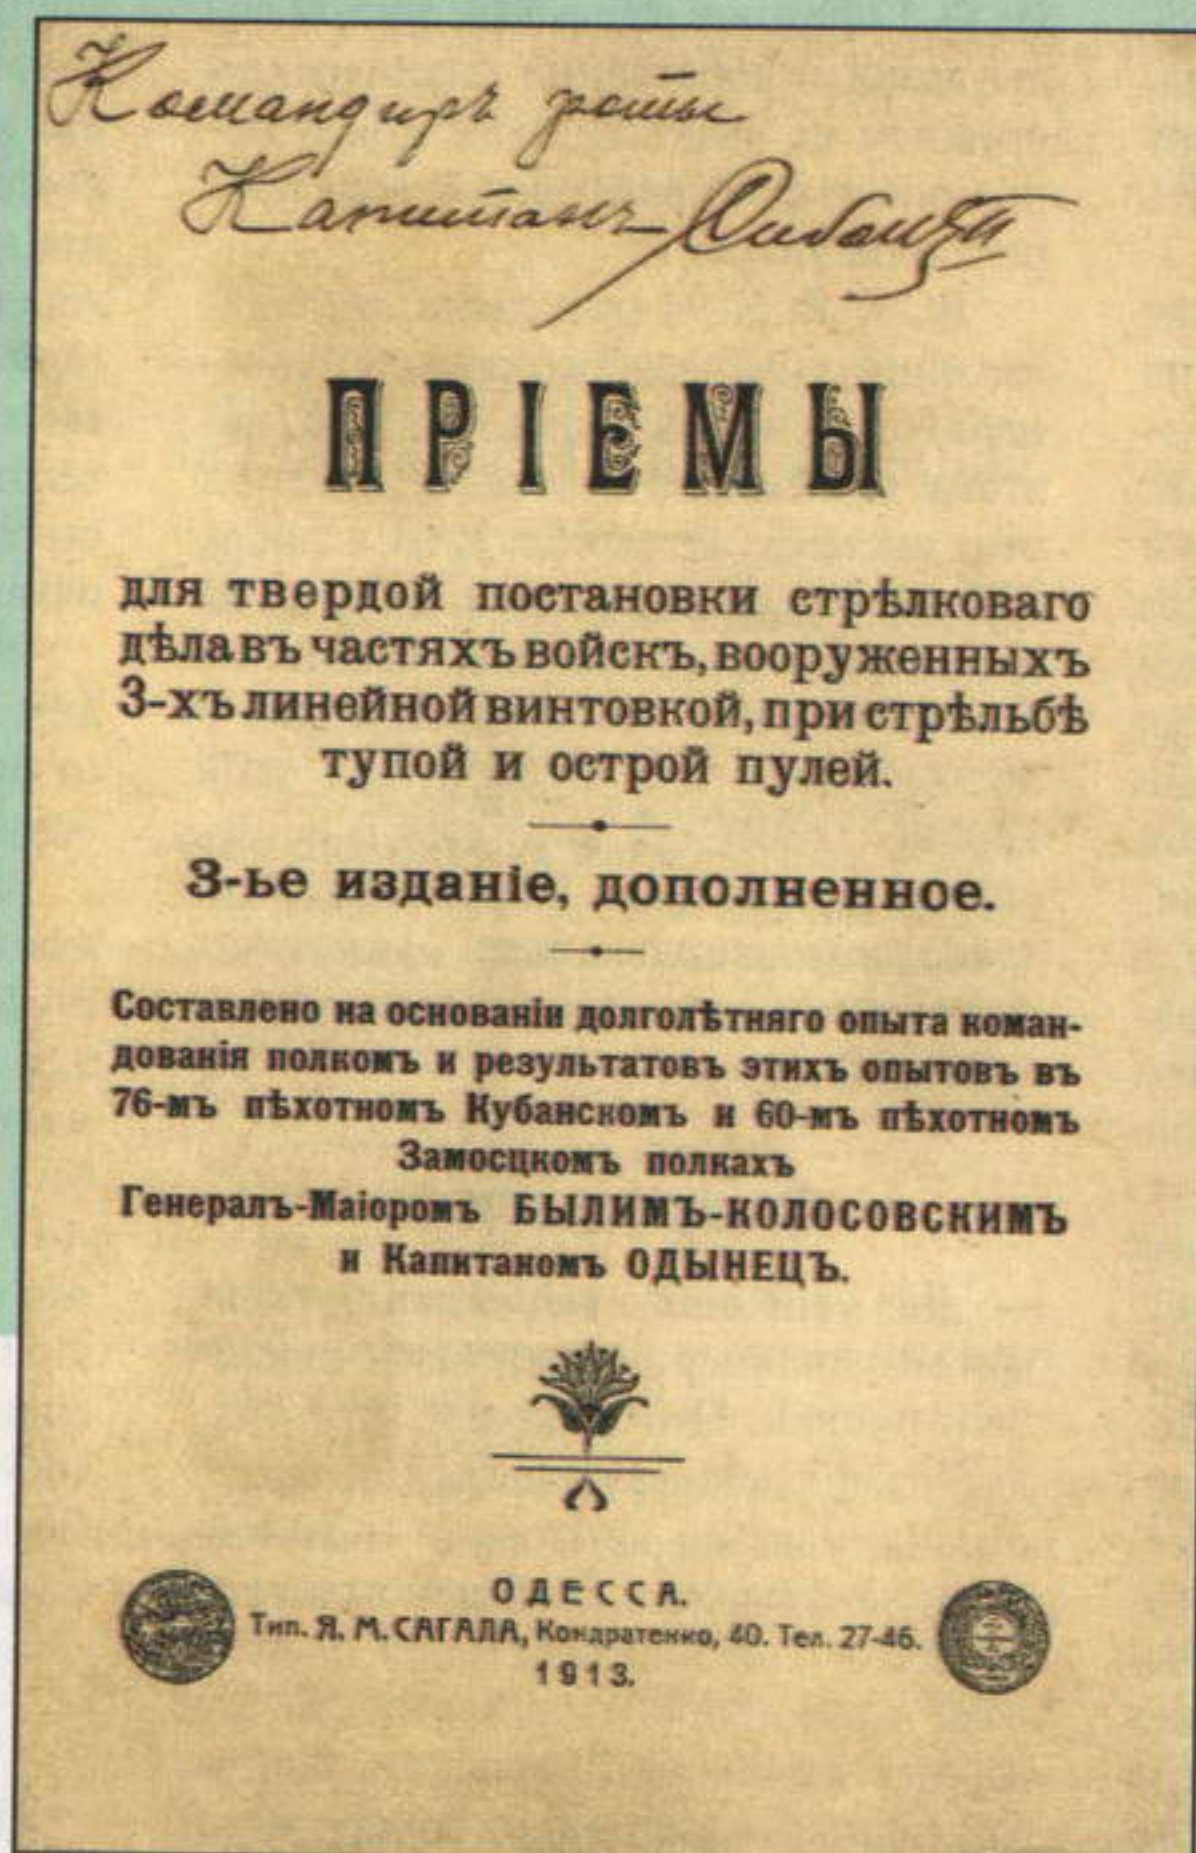 Командиръ роты
Капитанъ
ПРІЕМЫ
для твердой постановки стрѣлковаго
дѣла въ частяхъ войскъ, вооруженныхъ
3-хъ линейной винтовкой, при стрѣльбѣ
тупой и острой пулей.
3-ье изданіе, дополненное.
Составлено на основаніи долголѣтняго опыта коман-
дованія полкомъ и результатовъ этихъ опытовъ въ
76-мъ пѣхотномъ Кубанскомъ и 60-мъ пѣхотномъ
Замосцкомъ полкахъ
Генералъ-Маіоромъ БЫЛИМЪ-КОЛОСОВСКИМЪ
и Капитаномъ ОДЫНЕЦЪ.
ОДЕССА.
Тип. Я. М. САГАЛА, Кондратенко, 40. Тел. 27-46.
1913.